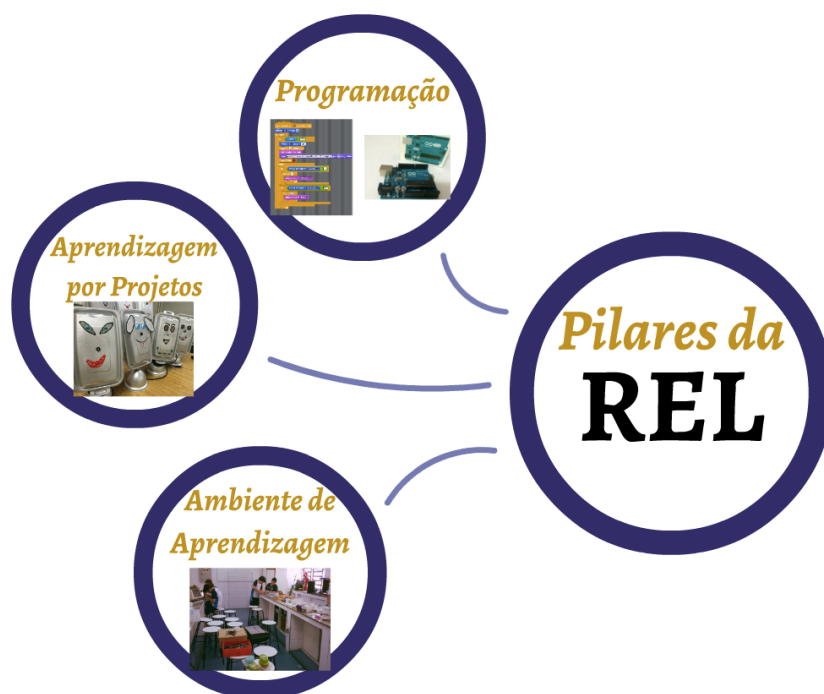 Programação
Aprendizagem
por Projetos
Pilares da
REL
Ambiente de
Aprendizagem